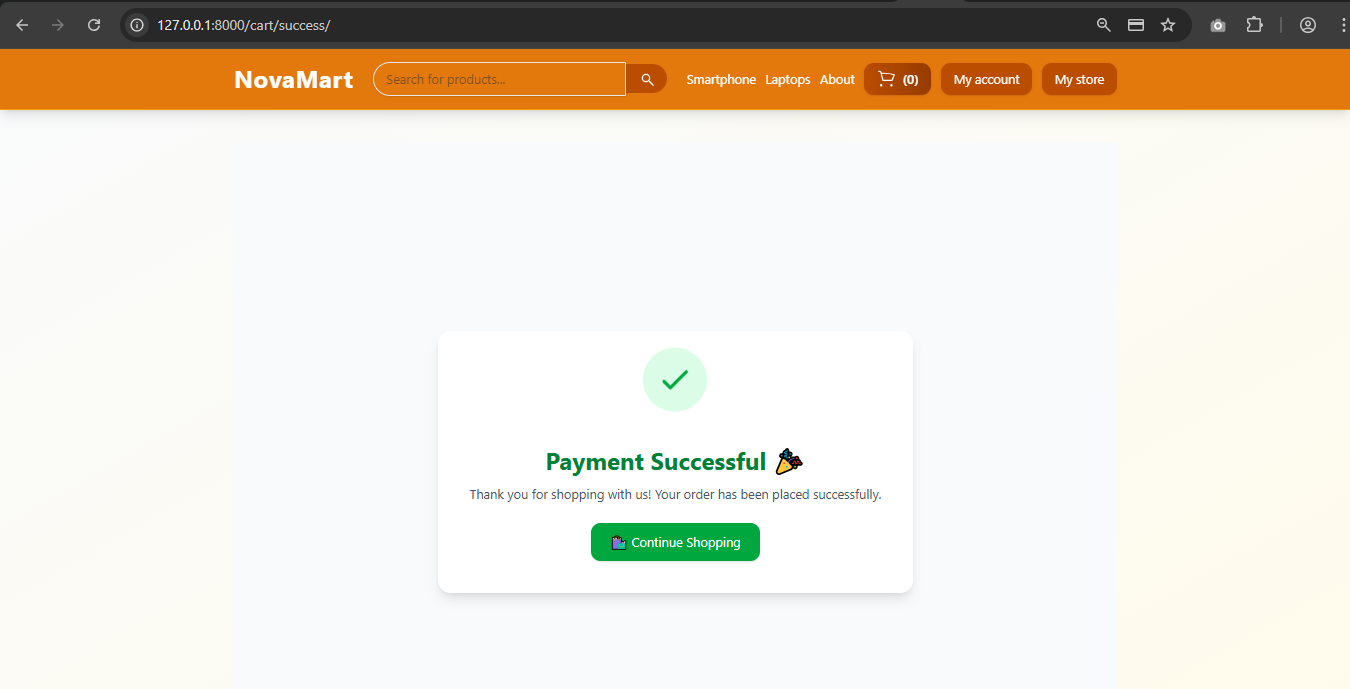 127.0.0.1:8000/cart/success/
NovaMart
Search for products...
Smartphone Laptops About (0) My account My store
Payment Successful 🎉
Thank you for shopping with us! Your order has been placed successfully.
🛍️ Continue Shopping